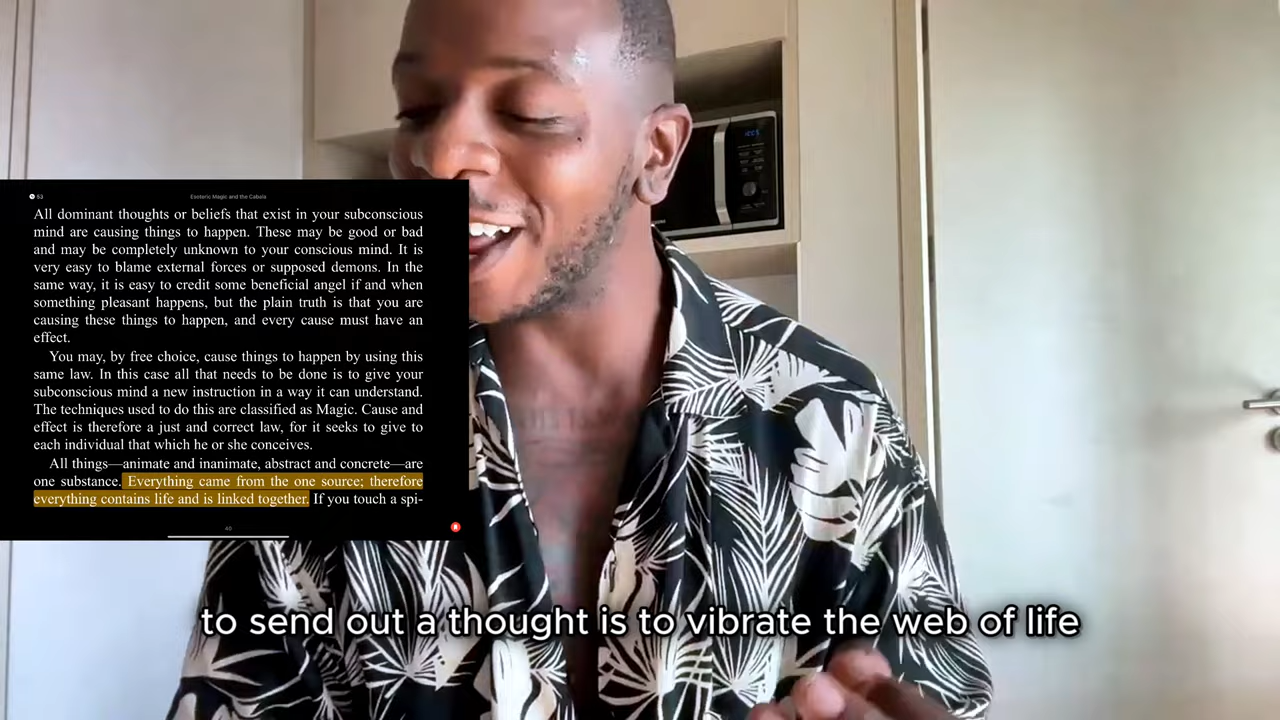 53
Esoteric Magic and the Cabala
All dominant thoughts or beliefs that exist in your subconscious
mind are causing things to happen. These may be good or bad
and may be completely unknown to your conscious mind. It is
very easy to blame external forces or supposed demons. In the
same way, it is easy to credit some beneficial angel if and when
something pleasant happens, but the plain truth is that you are
causing these things to happen, and every cause must have an
effect.
You may, by free choice, cause things to happen by using this
same law. In this case all that needs to be done is to give your
subconscious mind a new instruction in a way it can understand.
The techniques used to do this are classified as Magic. Cause and
effect is therefore a just and correct law, for it seeks to give to
each individual that which he or she conceives.
All things—animate and inanimate, abstract and concrete—are
one substance. Everything came from the one source; therefore
everything contains life and is linked together. If you touch a spi-
40
to send out a thought is to vibrate the web of life